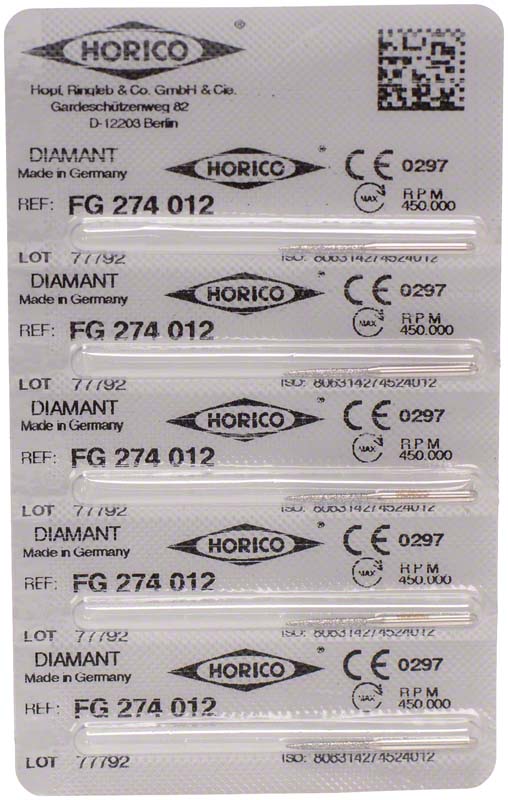 HORICO ®
Hopf, Ringleb & Co. GmbH & Cie.
Gardeschützenweg 82
D-12203 Berlin
DIAMANT HORICO ® CE 0297
Made in Germany
REF: FG 274 012 MAX RPM 450.000
LOT 77792 ISO: 806314274524012
DIAMANT HORICO ® CE 0297
Made in Germany
REF: FG 274 012 MAX RPM 450.000
LOT 77792 ISO: 806314274524012
DIAMANT HORICO ® CE 0297
Made in Germany
REF: FG 274 012 MAX RPM 450.000
LOT 77792 ISO: 806314274524012
DIAMANT HORICO ® CE 0297
Made in Germany
REF: FG 274 012 MAX RPM 450.000
LOT 77792 ISO: 806314274524012
DIAMANT HORICO ® CE 0297
Made in Germany
REF: FG 274 012 MAX RPM 450.000
LOT 77792 ISO: 806314274524012